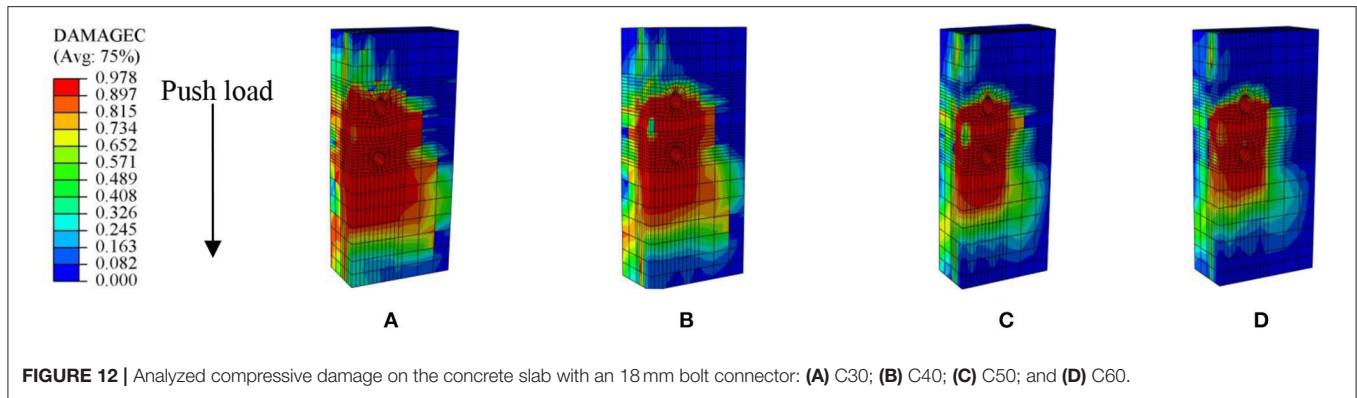 DAMAGEC
(Avg: 75%)
0.978
0.897
0.815
0.734
0.652
0.571
0.489
0.408
0.326
0.245
0.163
0.082
0.000
Push load
A
B
C
D
FIGURE 12 | Analyzed compressive damage on the concrete slab with an 18 mm bolt connector: (A) C30; (B) C40; (C) C50; and (D) C60.